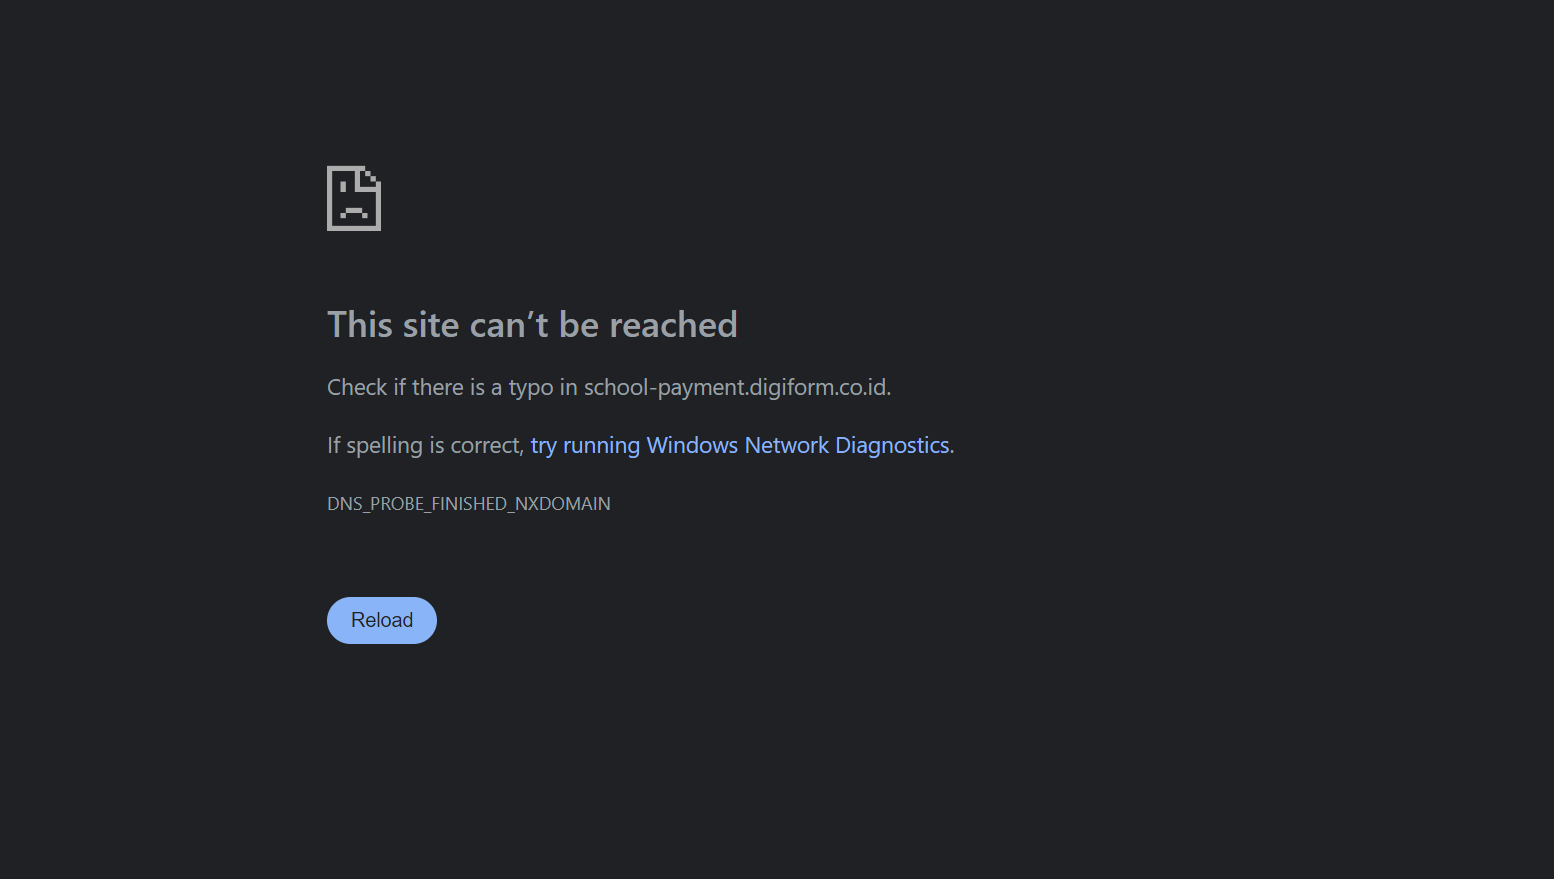 This site can’t be reached
Check if there is a typo in school-payment.digiform.co.id.
If spelling is correct, try running Windows Network Diagnostics.
DNS_PROBE_FINISHED_NXDOMAIN
Reload